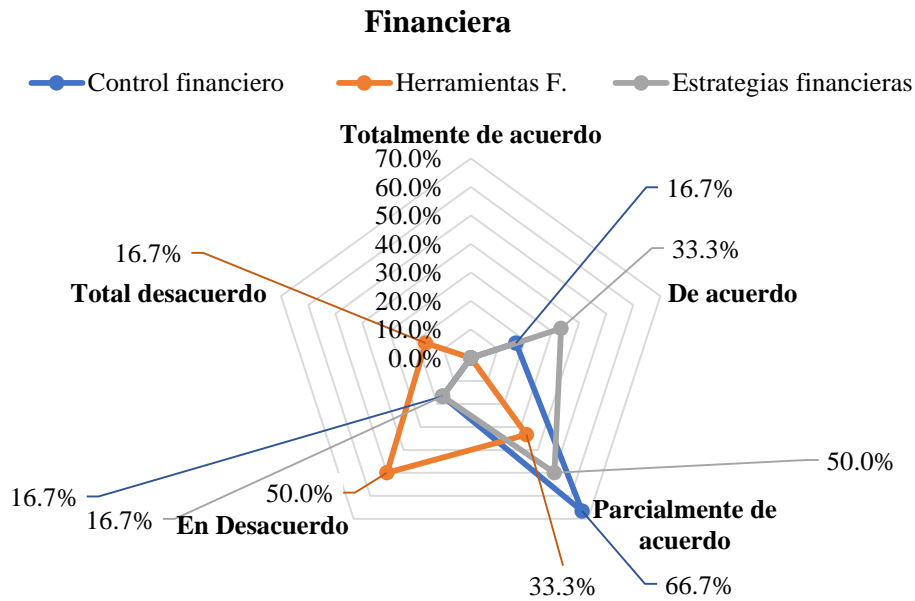 Financiera
Control financiero
Herramientas F.
Estrategias financieras
Totalmente de acuerdo
70.0%
60.0%
50.0%
40.0%
30.0%
20.0%
10.0%
0.0%
16.7%
33.3%
De acuerdo
16.7%
Total desacuerdo
50.0%
Parcialmente de
acuerdo
66.7%
33.3%
50.0%
En Desacuerdo
16.7%
16.7%